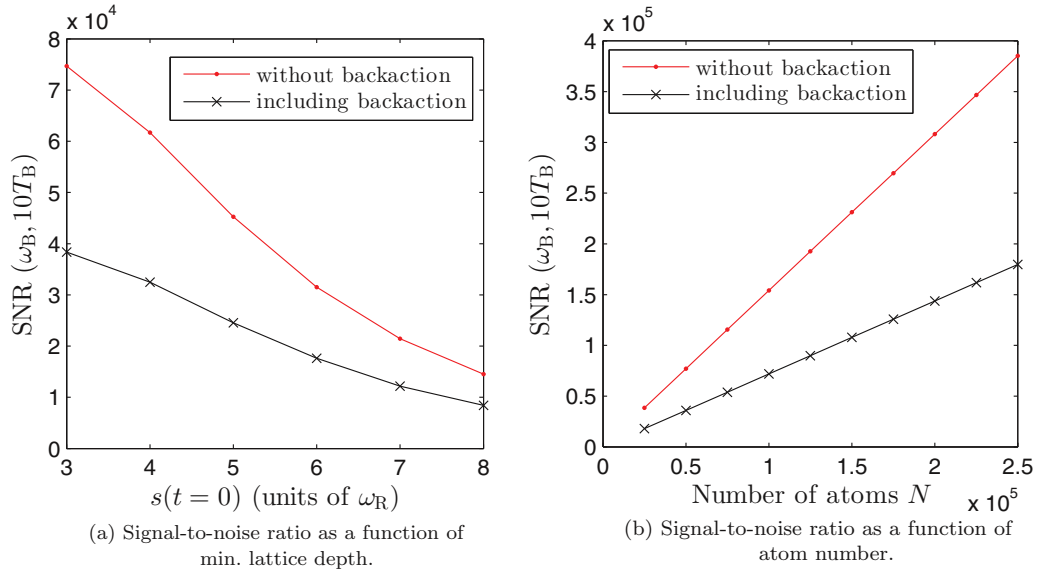 x 10^4
8
7
6
5
4
3
2
1
0
SNR (ω_B, 10T_B)
without backaction
including backaction
3 4 5 6 7 8
s(t = 0) (units of ω_R)
(a) Signal-to-noise ratio as a function of
min. lattice depth.
x 10^5
4
3.5
3
2.5
2
1.5
1
0.5
0
SNR (ω_B, 10T_B)
without backaction
including backaction
0 0.5 1 1.5 2 2.5
x 10^5
Number of atoms N
(b) Signal-to-noise ratio as a function of
atom number.